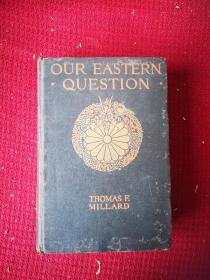 OUR EASTERN
· QUESTION ·
THOMAS F.
MILLARD